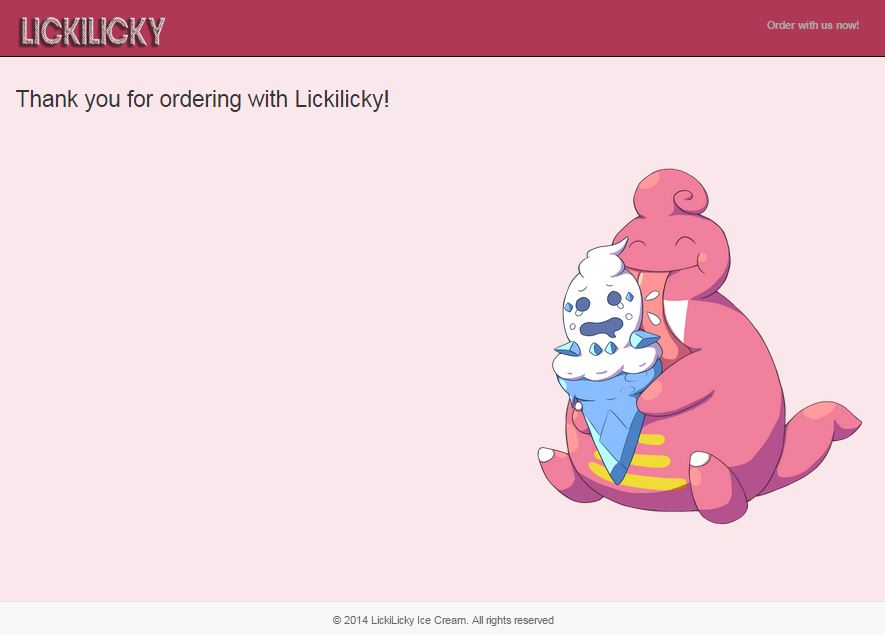 LICKILICKY
Order with us now!
Thank you for ordering with Lickilicky!
© 2014 LickiLicky Ice Cream. All rights reserved